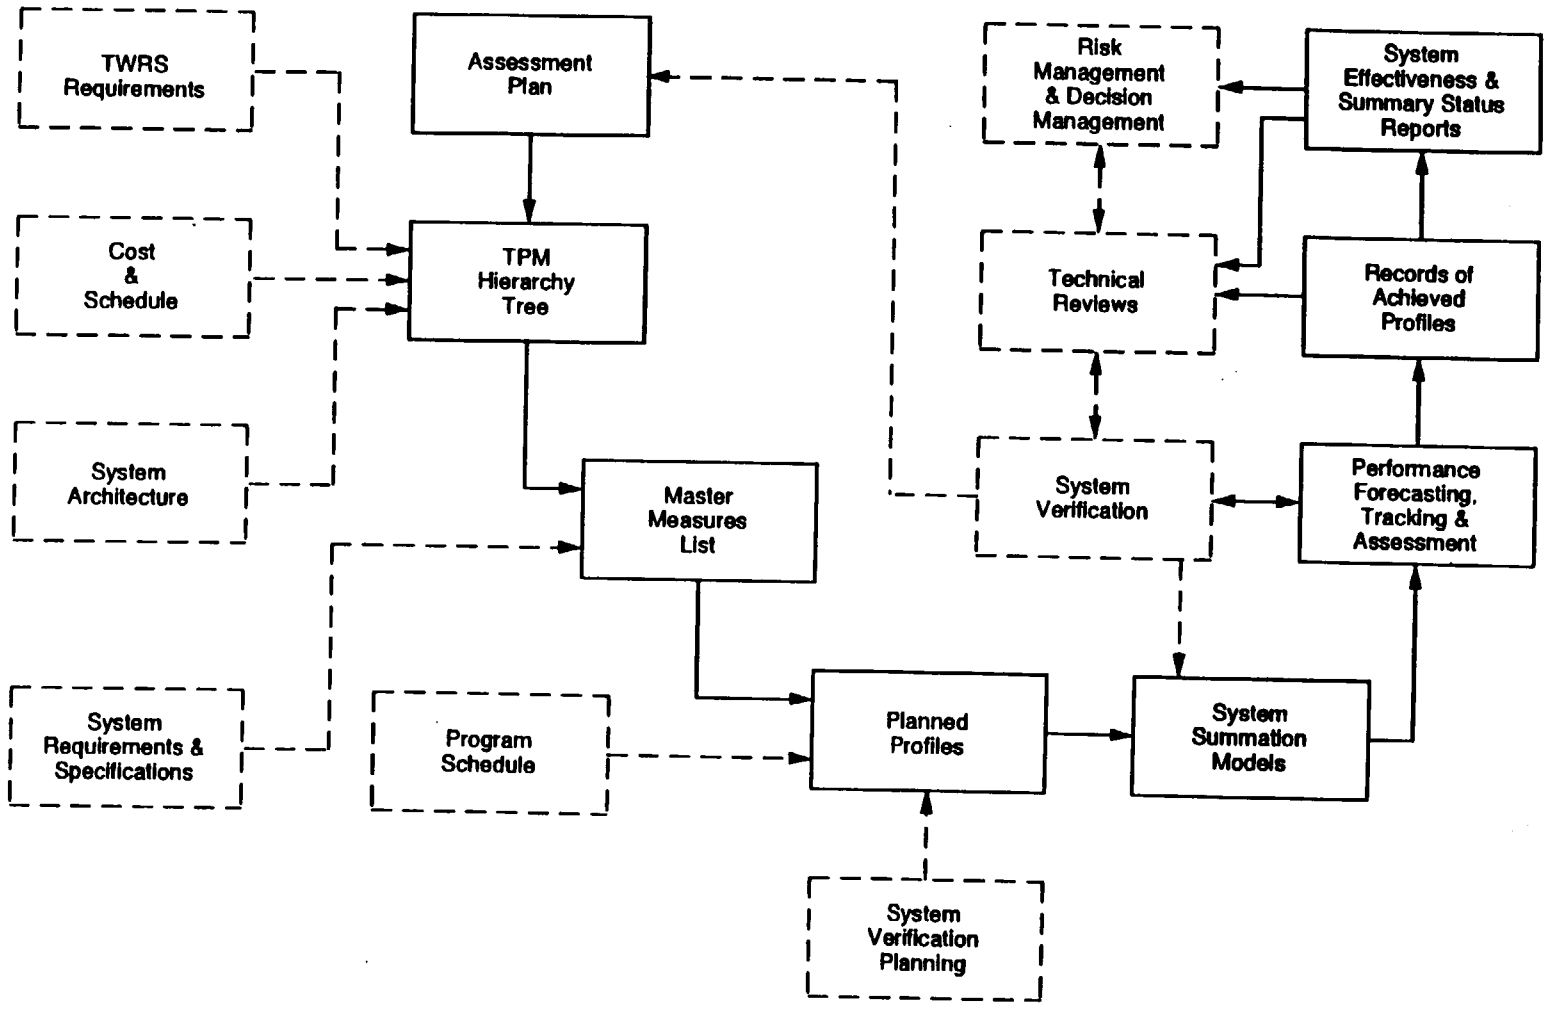 TWRS
Requirements
Assessment
Plan
Risk
Management
& Decision
Management
System
Effectiveness &
Summary Status
Reports
Cost
&
Schedule
TPM
Hierarchy
Tree
Technical
Reviews
Records of
Achieved
Profiles
System
Architecture
Master
Measures
List
System
Verification
Performance
Forecasting,
Tracking &
Assessment
System
Requirements &
Specifications
Program
Schedule
Planned
Profiles
System
Summation
Models
System
Verification
Planning